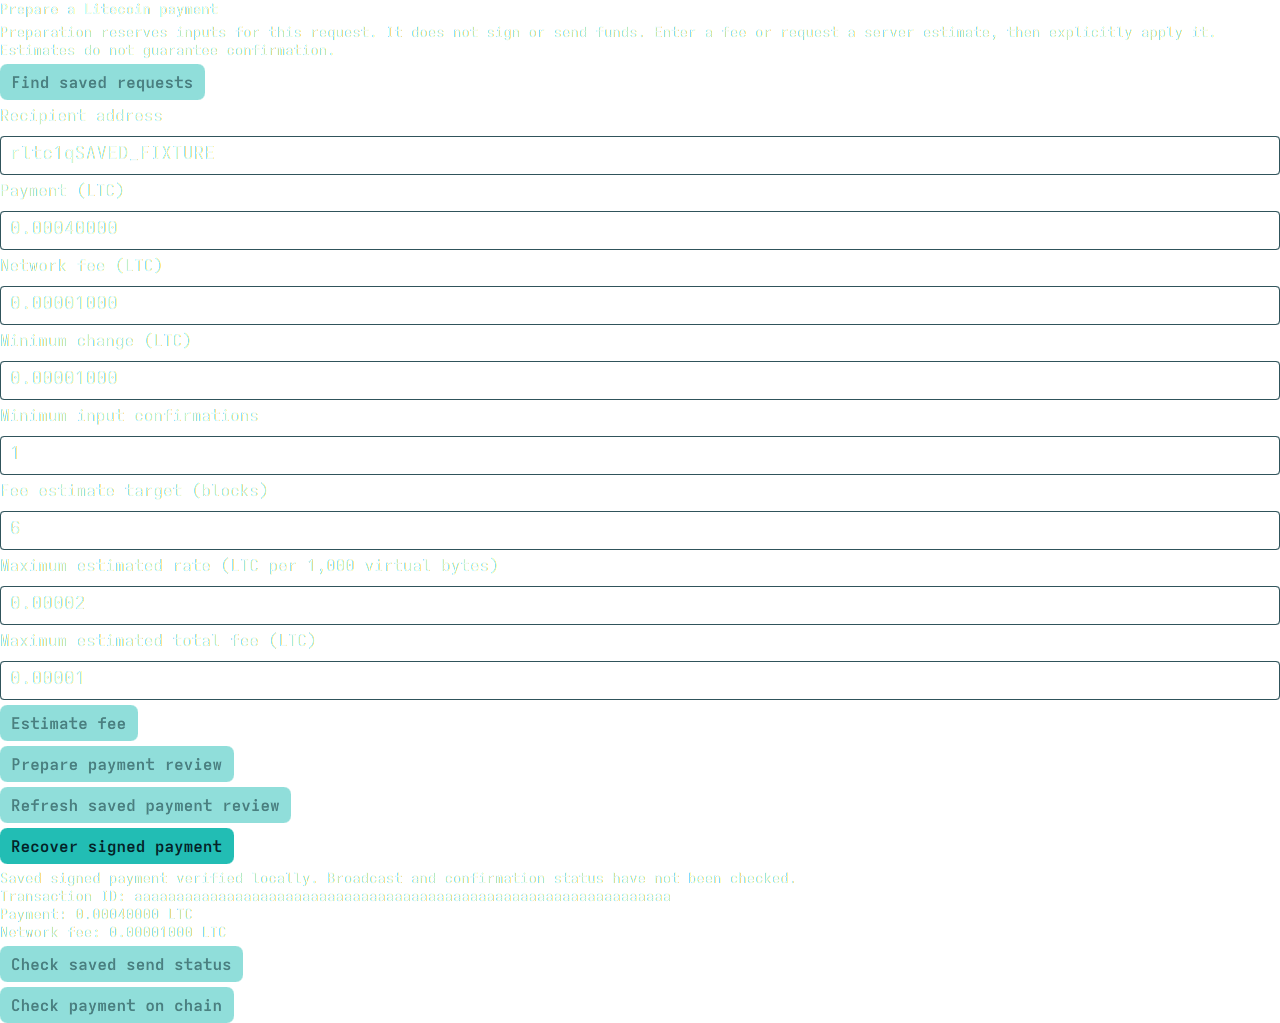 Prepare a Litecoin payment
Preparation reserves inputs for this request. It does not sign or send funds. Enter a fee or request a server estimate, then explicitly apply it.
Estimates do not guarantee confirmation.
Find saved requests
Recipient address
rltc1qSAVED_FIXTURE
Payment (LTC)
0.00040000
Network fee (LTC)
0.00001000
Minimum change (LTC)
0.00001000
Minimum input confirmations
1
Fee estimate target (blocks)
6
Maximum estimated rate (LTC per 1,000 virtual bytes)
0.00002
Maximum estimated total fee (LTC)
0.00001
Estimate fee
Prepare payment review
Refresh saved payment review
Recover signed payment
Saved signed payment verified locally. Broadcast and confirmation status have not been checked.
Transaction ID: aaaaaaaaaaaaaaaaaaaaaaaaaaaaaaaaaaaaaaaaaaaaaaaaaaaaaaaaaaaaaaaa
Payment: 0.00040000 LTC
Network fee: 0.00001000 LTC
Check saved send status
Check payment on chain